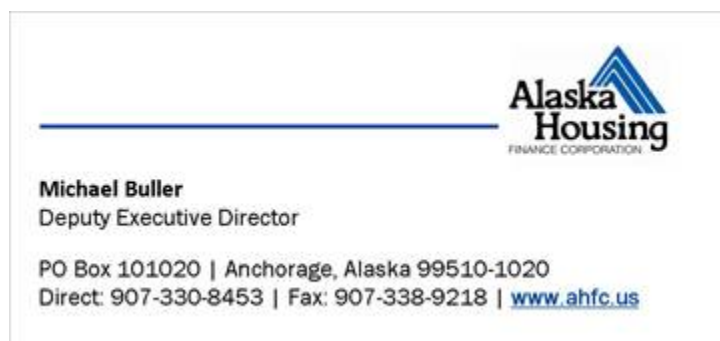 Alaska
Housing
FINANCE CORPORATION
Michael Buller
Deputy Executive Director
PO Box 101020 | Anchorage, Alaska 99510-1020
Direct: 907-330-8453 | Fax: 907-338-9218 | www.ahfc.us